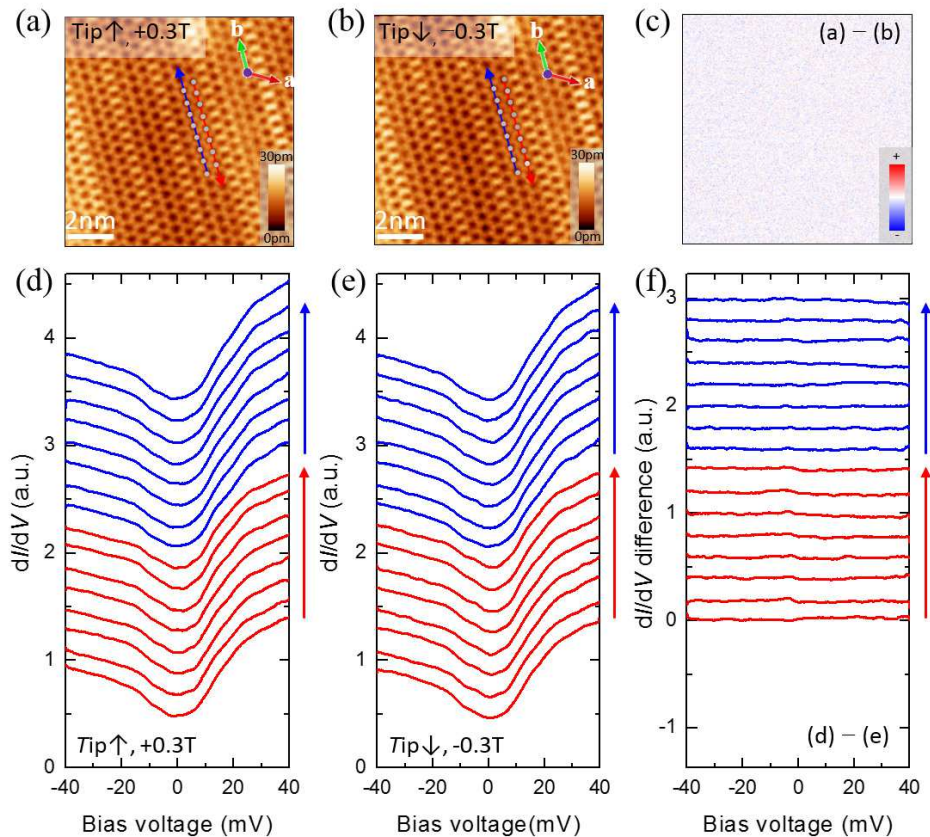 (a)
Tip↑, +0.3T
b
a
30pm
0pm
2nm
(b)
Tip↓, −0.3T
b
a
30pm
0pm
2nm
(c)
(a) − (b)
+
-
(d)
4
3
2
1
0
dI/dV (a.u.)
Tip↑, +0.3T
-40 -20 0 20 40
Bias voltage (mV)
(e)
4
3
2
1
0
dI/dV (a.u.)
Tip↓, -0.3T
-40 -20 0 20 40
Bias voltage(mV)
(f)
3
2
1
0
-1
dI/dV difference (a.u.)
(d) − (e)
-40 -20 0 20 40
Bias voltage (mV)